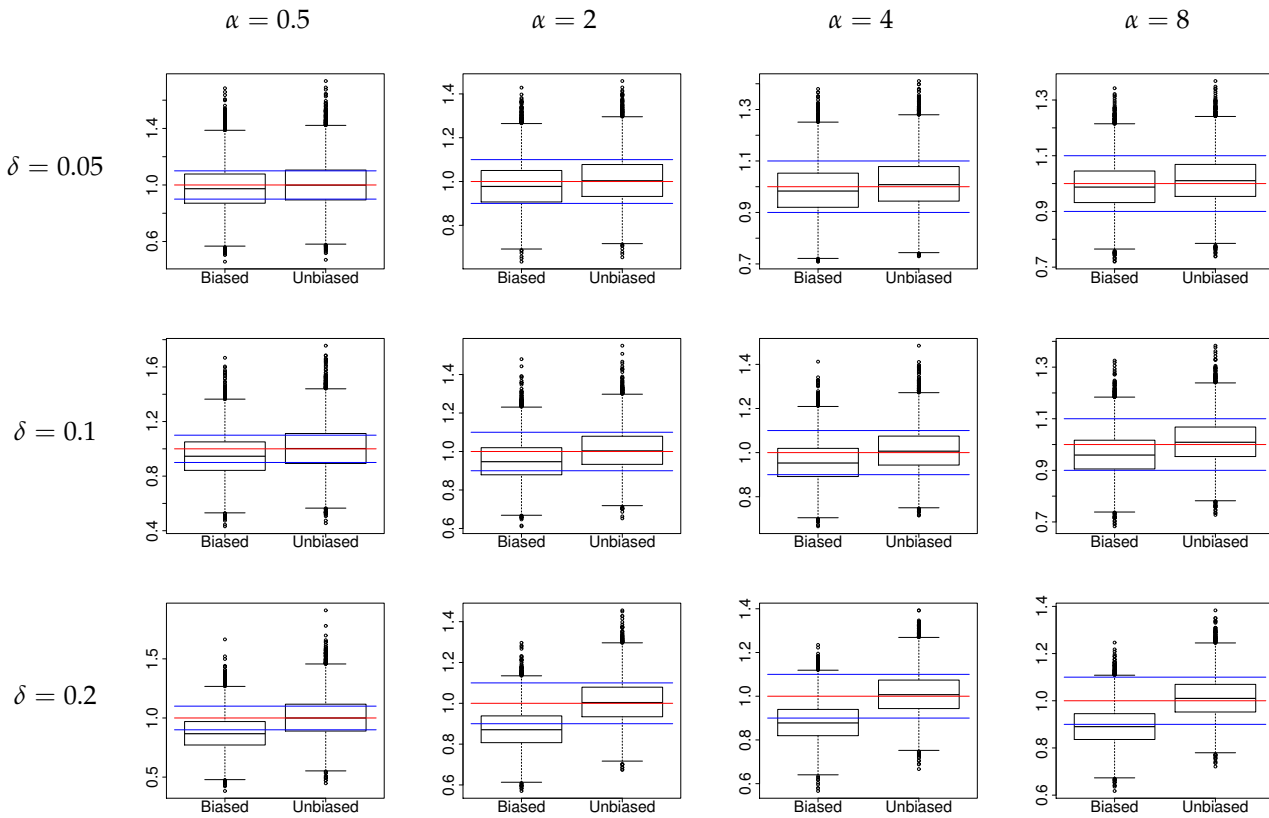 α = 0.5 α = 2 α = 4 α = 8
δ = 0.05
0.6 1.0 1.4
Biased Unbiased
0.8 1.0 1.2 1.4
Biased Unbiased
0.7 0.9 1.1 1.3
Biased Unbiased
0.7 0.9 1.1 1.3
Biased Unbiased
δ = 0.1
0.4 0.8 1.2 1.6
Biased Unbiased
0.6 0.8 1.0 1.2 1.4
Biased Unbiased
0.8 1.0 1.2 1.4
Biased Unbiased
0.7 0.9 1.1 1.3
Biased Unbiased
δ = 0.2
0.5 1.0 1.5
Biased Unbiased
0.6 0.8 1.0 1.2 1.4
Biased Unbiased
0.6 0.8 1.0 1.2 1.4
Biased Unbiased
0.6 0.8 1.0 1.2 1.4
Biased Unbiased